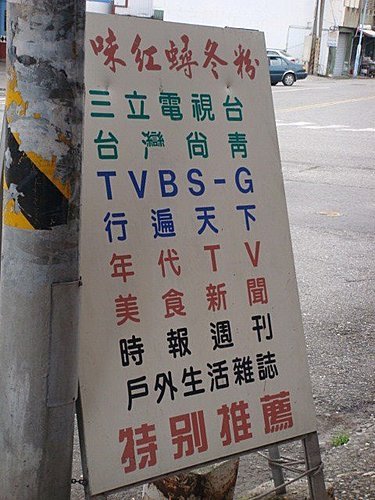 味紅蟳冬粉
三立電視台
台灣尚青
TVBS-G
行遍天下
年代TV
美食新聞
時報週刊
戶外生活雜誌
特別推薦